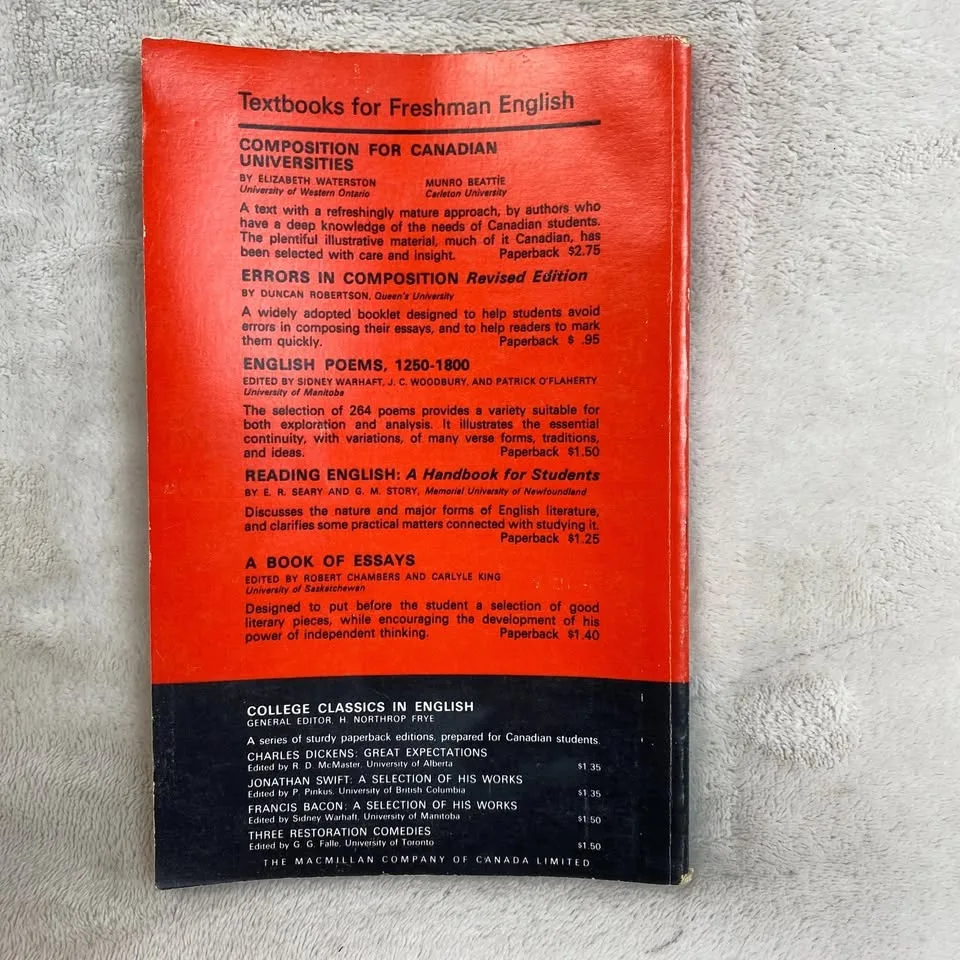 Textbooks for Freshman English
COMPOSITION FOR CANADIAN
UNIVERSITIES
BY ELIZABETH WATERSTON MUNRO BEATTIE
University of Western Ontario Carleton University
A text with a refreshingly mature approach, by authors who
have a deep knowledge of the needs of Canadian students.
The plentiful illustrative material, much of it Canadian, has
been selected with care and insight. Paperback $2.75
ERRORS IN COMPOSITION Revised Edition
BY DUNCAN ROBERTSON, Queen's University
A widely adopted booklet designed to help students avoid
errors in composing their essays, and to help readers to mark
them quickly. Paperback $ .95
ENGLISH POEMS, 1250-1800
EDITED BY SIDNEY WARHAFT, J. C. WOODBURY, AND PATRICK O'FLAHERTY
University of Manitoba
The selection of 264 poems provides a variety suitable for
both exploration and analysis. It illustrates the essential
continuity, with variations, of many verse forms, traditions,
and ideas. Paperback $1.50
READING ENGLISH: A Handbook for Students
BY E. R. SEARY AND G. M. STORY, Memorial University of Newfoundland
Discusses the nature and major forms of English literature,
and clarifies some practical matters connected with studying it.
Paperback $1.25
A BOOK OF ESSAYS
EDITED BY ROBERT CHAMBERS AND CARLYLE KING
University of Saskatchewan
Designed to put before the student a selection of good
literary pieces, while encouraging the development of his
power of independent thinking. Paperback $1.40
COLLEGE CLASSICS IN ENGLISH
GENERAL EDITOR, H. NORTHROP FRYE
A series of sturdy paperback editions, prepared for Canadian students.
CHARLES DICKENS: GREAT EXPECTATIONS
Edited by R. D. McMaster, University of Alberta $1.35
JONATHAN SWIFT: A SELECTION OF HIS WORKS
Edited by P. Pinkus, University of British Columbia $1.35
FRANCIS BACON: A SELECTION OF HIS WORKS
Edited by Sidney Warhaft, University of Manitoba $1.50
THREE RESTORATION COMEDIES
Edited by G. G. Falle, University of Toronto $1.50
THE MACMILLAN COMPANY OF CANADA LIMITED